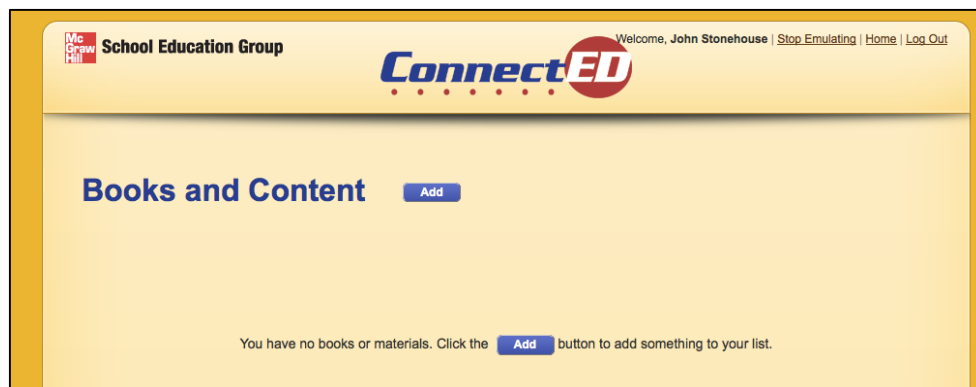 Mc
Graw
Hill
School Education Group
Welcome, John Stonehouse | Stop Emulating | Home | Log Out
ConnectED
Books and Content Add
You have no books or materials. Click the Add button to add something to your list.